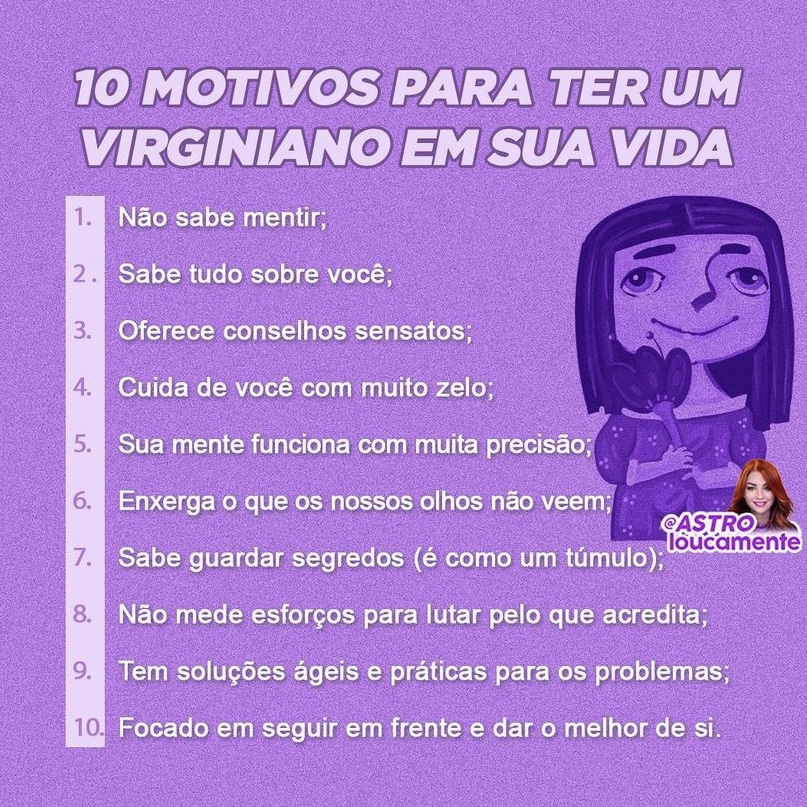 10 MOTIVOS PARA TER UM
VIRGINIANO EM SUA VIDA
1. Não sabe mentir;
2. Sabe tudo sobre você;
3. Oferece conselhos sensatos;
4. Cuida de você com muito zelo;
5. Sua mente funciona com muita precisão;
6. Enxerga o que os nossos olhos não veem;
7. Sabe guardar segredos (é como um túmulo);
8. Não mede esforços para lutar pelo que acredita;
9. Tem soluções ágeis e práticas para os problemas;
10. Focado em seguir em frente e dar o melhor de si.
@ASTRO
loucamente